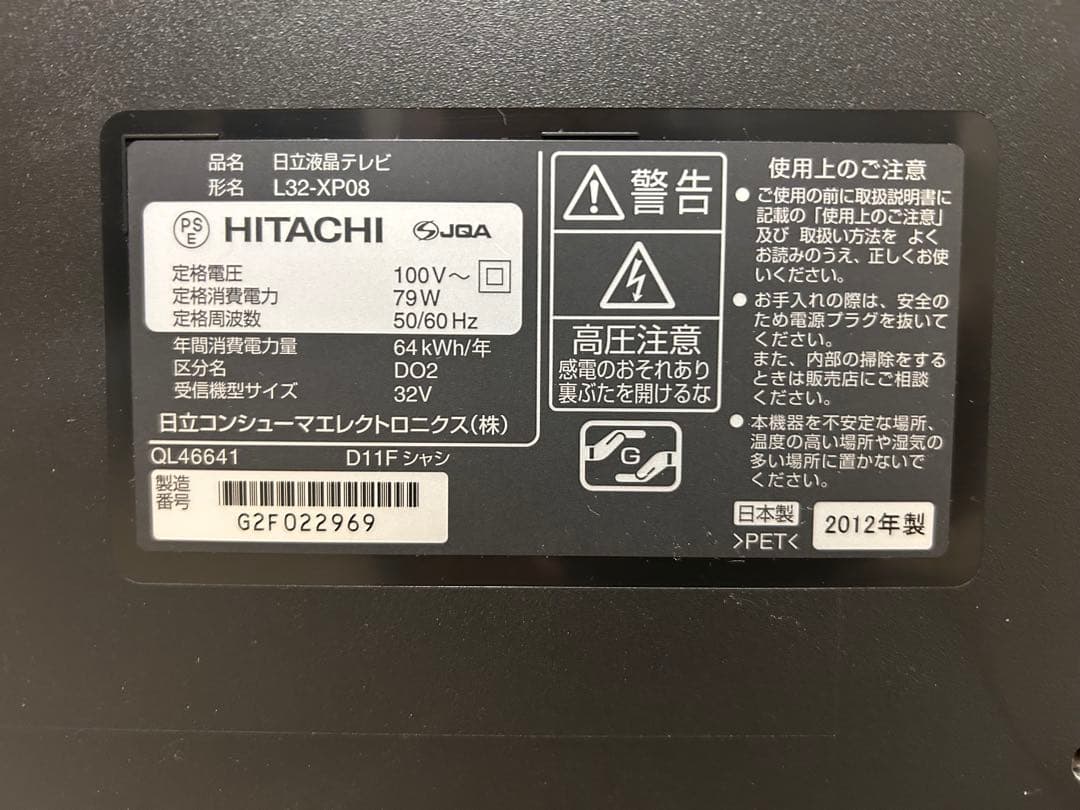 品名 日立液晶テレビ
形名 L32-XP08
PS
E
HITACHI
JQA
定格電圧 100V～
定格消費電力 79W
定格周波数 50/60Hz
年間消費電力量 64kWh/年
区分名 DO2
受信機型サイズ 32V
日立コンシューマエレクトロニクス(株)
QL46641 D11Fシャシ
製造
番号
G2F022969
警告
高圧注意
感電のおそれあり
裏ぶたを開けるな
G
使用上のご注意
● ご使用の前に取扱説明書に
記載の「使用上のご注意」
及び 取扱い方法を よく
お読みのうえ、正しくお使
いください。
● お手入れの際は、安全の
ため電源プラグを抜いて
ください。
また、内部の掃除をする
ときは販売店にご相談
ください。
● 本機器を不安定な場所、
温度の高い場所や湿気の
多い場所に置かないで
ください。
日本製
>PET<
2012年製